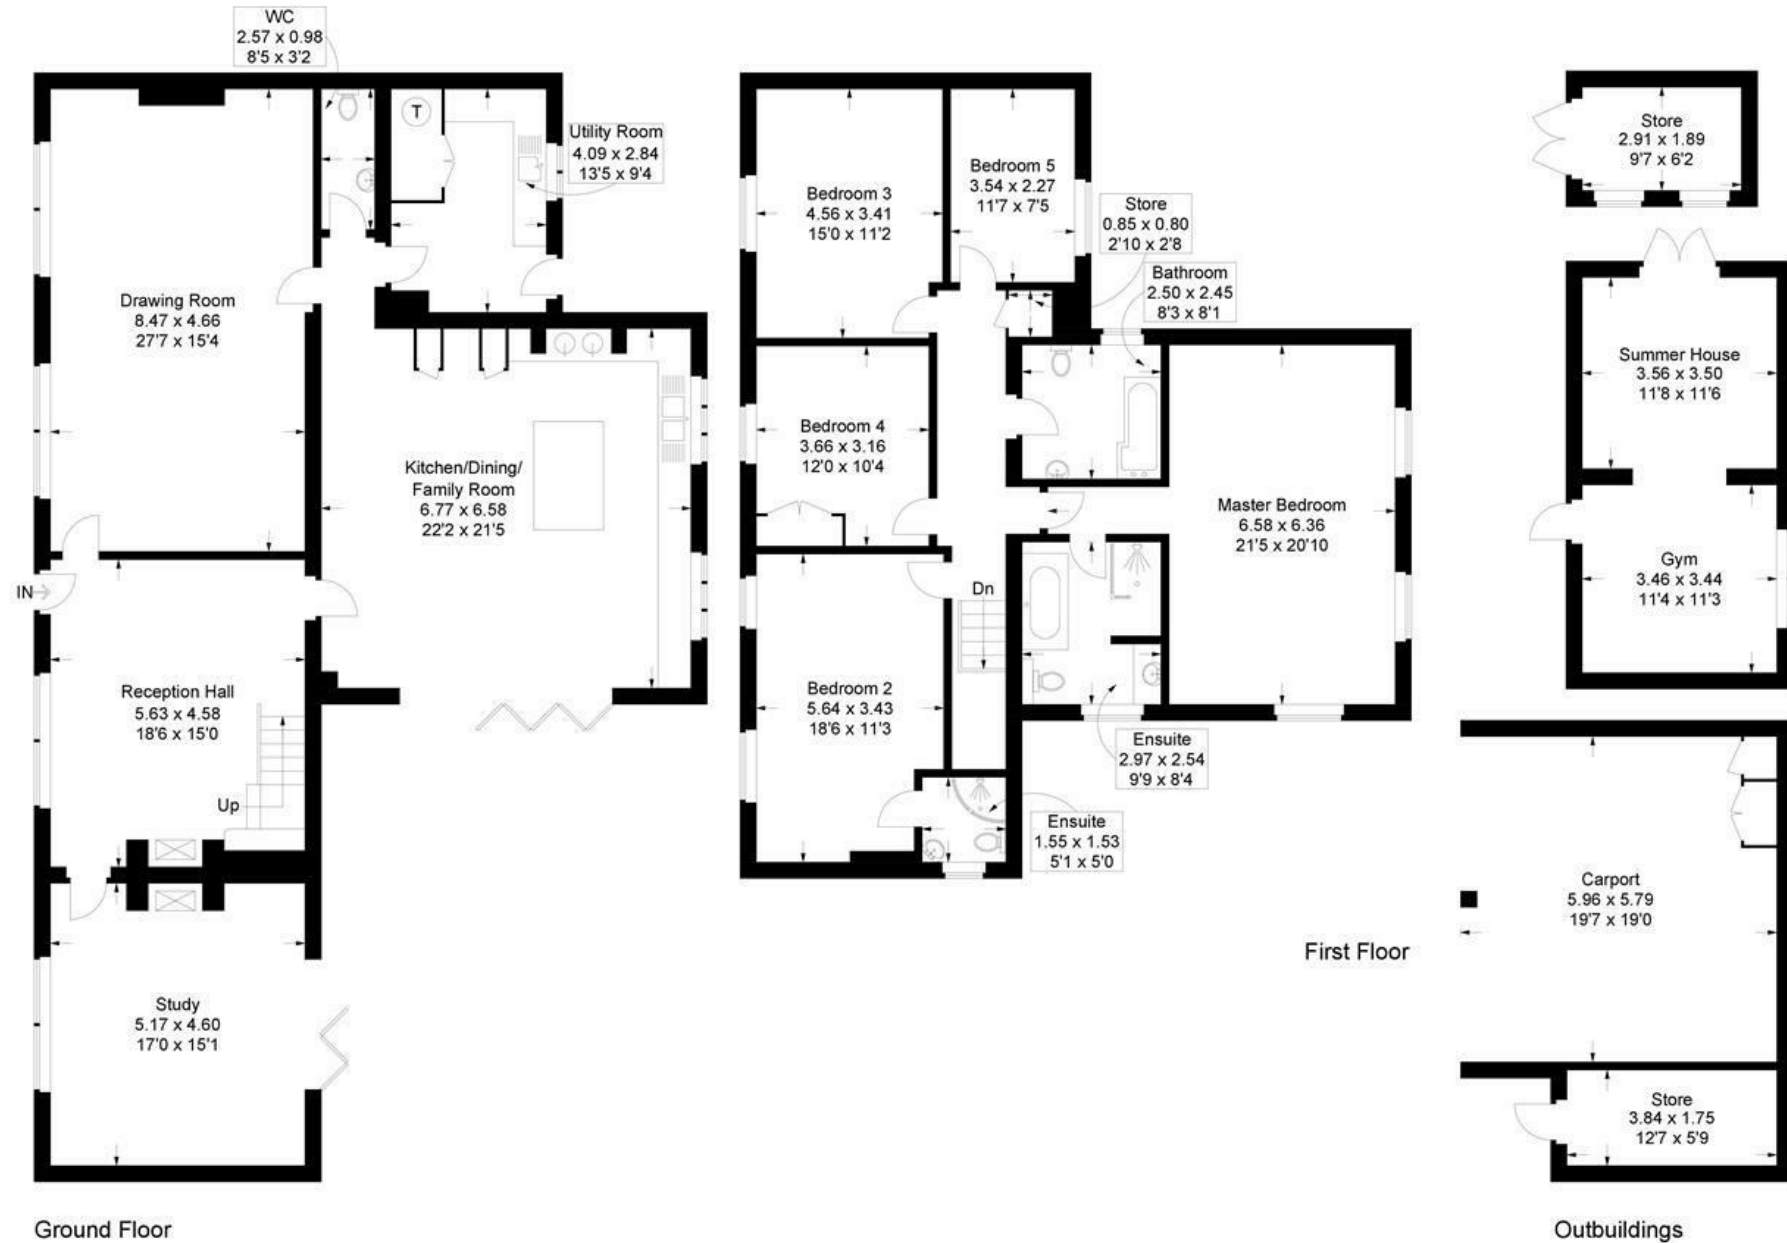 WC
2.57 x 0.98
8'5 x 3'2
T
Utility Room
4.09 x 2.84
13'5 x 9'4
Drawing Room
8.47 x 4.66
27'7 x 15'4
Kitchen/Dining/
Family Room
6.77 x 6.58
22'2 x 21'5
IN
Reception Hall
5.63 x 4.58
18'6 x 15'0
Up
Study
5.17 x 4.60
17'0 x 15'1
Ground Floor
Bedroom 3
4.56 x 3.41
15'0 x 11'2
Bedroom 5
3.54 x 2.27
11'7 x 7'5
Store
0.85 x 0.80
2'10 x 2'8
Bathroom
2.50 x 2.45
8'3 x 8'1
Bedroom 4
3.66 x 3.16
12'0 x 10'4
Master Bedroom
6.58 x 6.36
21'5 x 20'10
Dn
Bedroom 2
5.64 x 3.43
18'6 x 11'3
Ensuite
2.97 x 2.54
9'9 x 8'4
Ensuite
1.55 x 1.53
5'1 x 5'0
First Floor
Store
2.91 x 1.89
9'7 x 6'2
Summer House
3.56 x 3.50
11'8 x 11'6
Gym
3.46 x 3.44
11'4 x 11'3
Carport
5.96 x 5.79
19'7 x 19'0
Store
3.84 x 1.75
12'7 x 5'9
Outbuildings